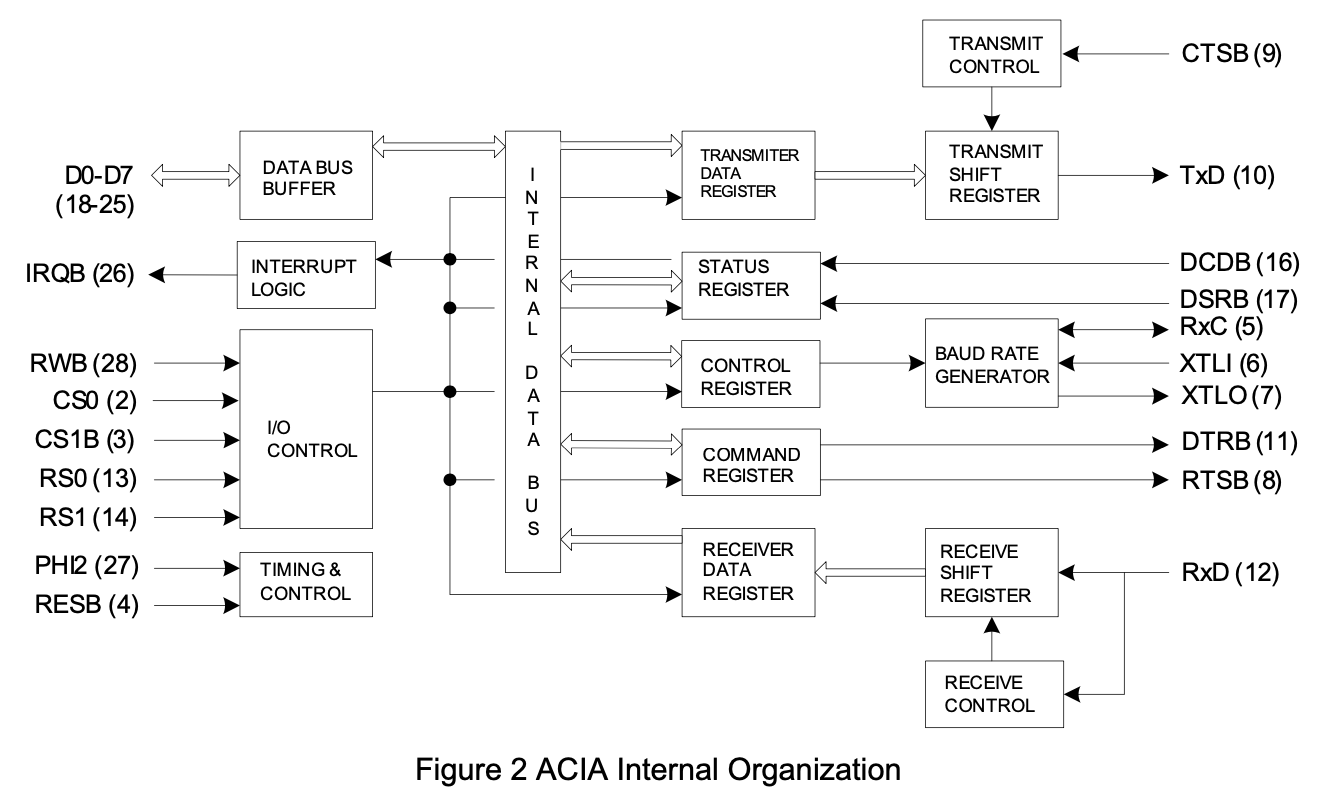 TRANSMIT
CONTROL
CTSB (9)
D0-D7
(18-25)
DATA BUS
BUFFER
INTERNAL DATA BUS
TRANSMITER
DATA
REGISTER
TRANSMIT
SHIFT
REGISTER
TxD (10)
IRQB (26)
INTERRUPT
LOGIC
STATUS
REGISTER
DCDB (16)
DSRB (17)
RWB (28)
CS0 (2)
CS1B (3)
RS0 (13)
RS1 (14)
I/O
CONTROL
CONTROL
REGISTER
BAUD RATE
GENERATOR
RxC (5)
XTLI (6)
XTLO (7)
COMMAND
REGISTER
DTRB (11)
RTSB (8)
PHI2 (27)
RESB (4)
TIMING &
CONTROL
RECEIVER
DATA
REGISTER
RECEIVE
SHIFT
REGISTER
RxD (12)
RECEIVE
CONTROL
Figure 2 ACIA Internal Organization